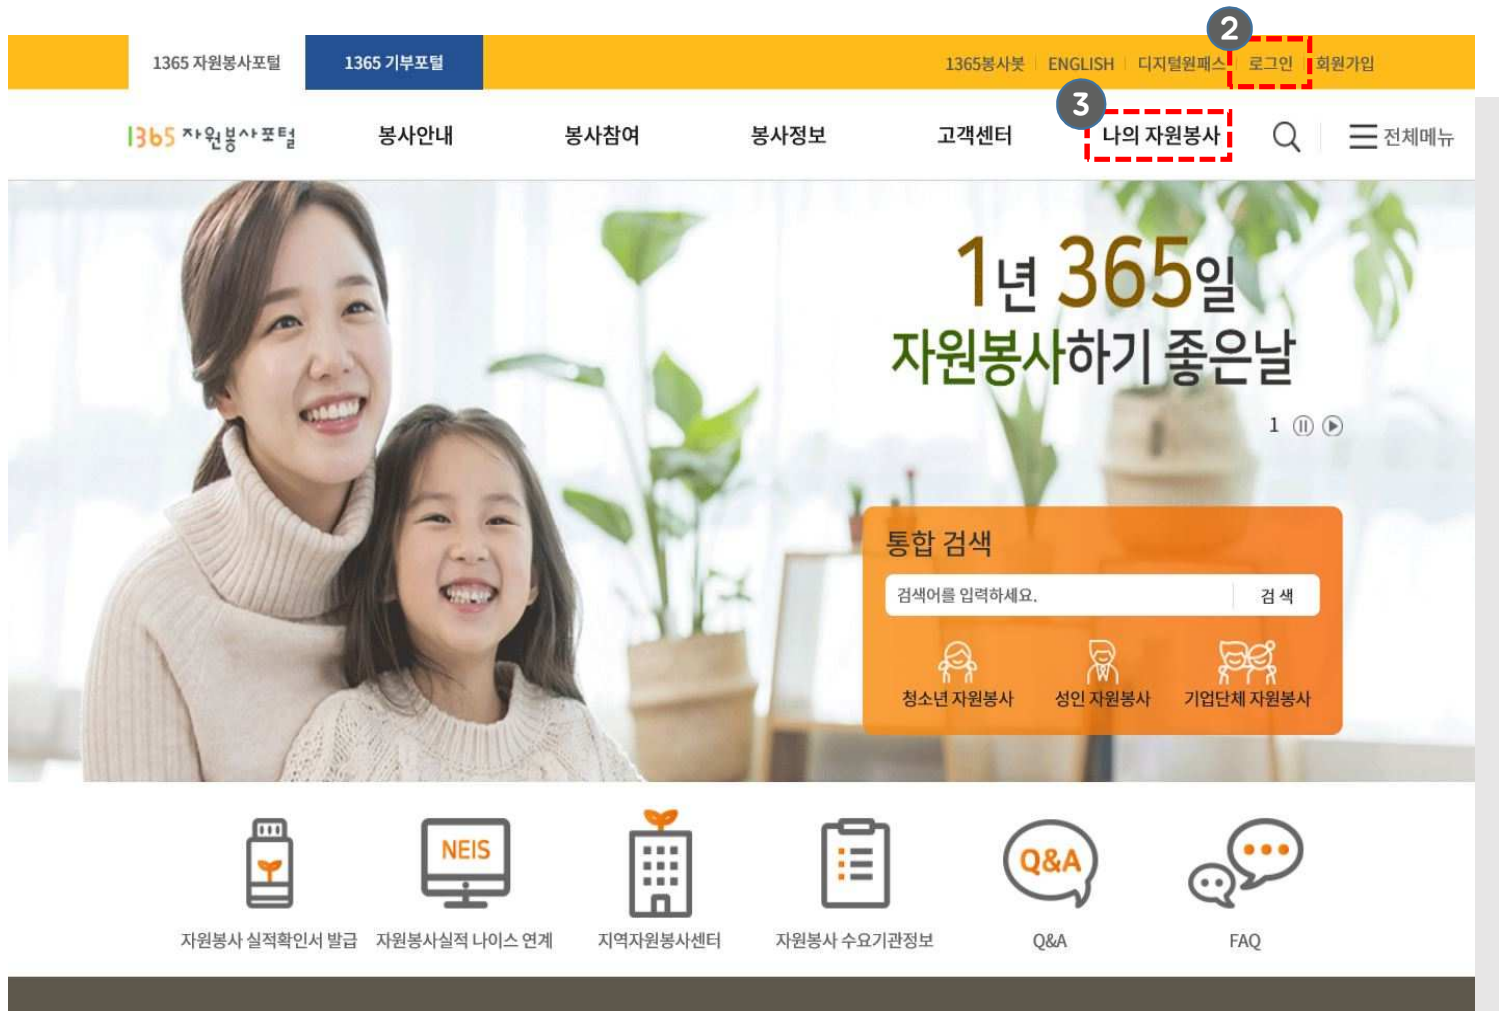 2
1365 자원봉사포털
1365 기부포털
1365봉사봇 ENGLISH 디지털원패스 로그인 회원가입
3
1365 자원봉사포털
봉사안내 봉사참여 봉사정보 고객센터 나의 자원봉사 전체메뉴
1년 365일
자원봉사하기 좋은날
1
통합 검색
검색어를 입력하세요. 검색
청소년 자원봉사 성인 자원봉사 기업단체 자원봉사
NEIS
Q&A
자원봉사 실적확인서 발급 자원봉사실적 나이스 연계 지역자원봉사센터 자원봉사 수요기관정보 Q&A FAQ